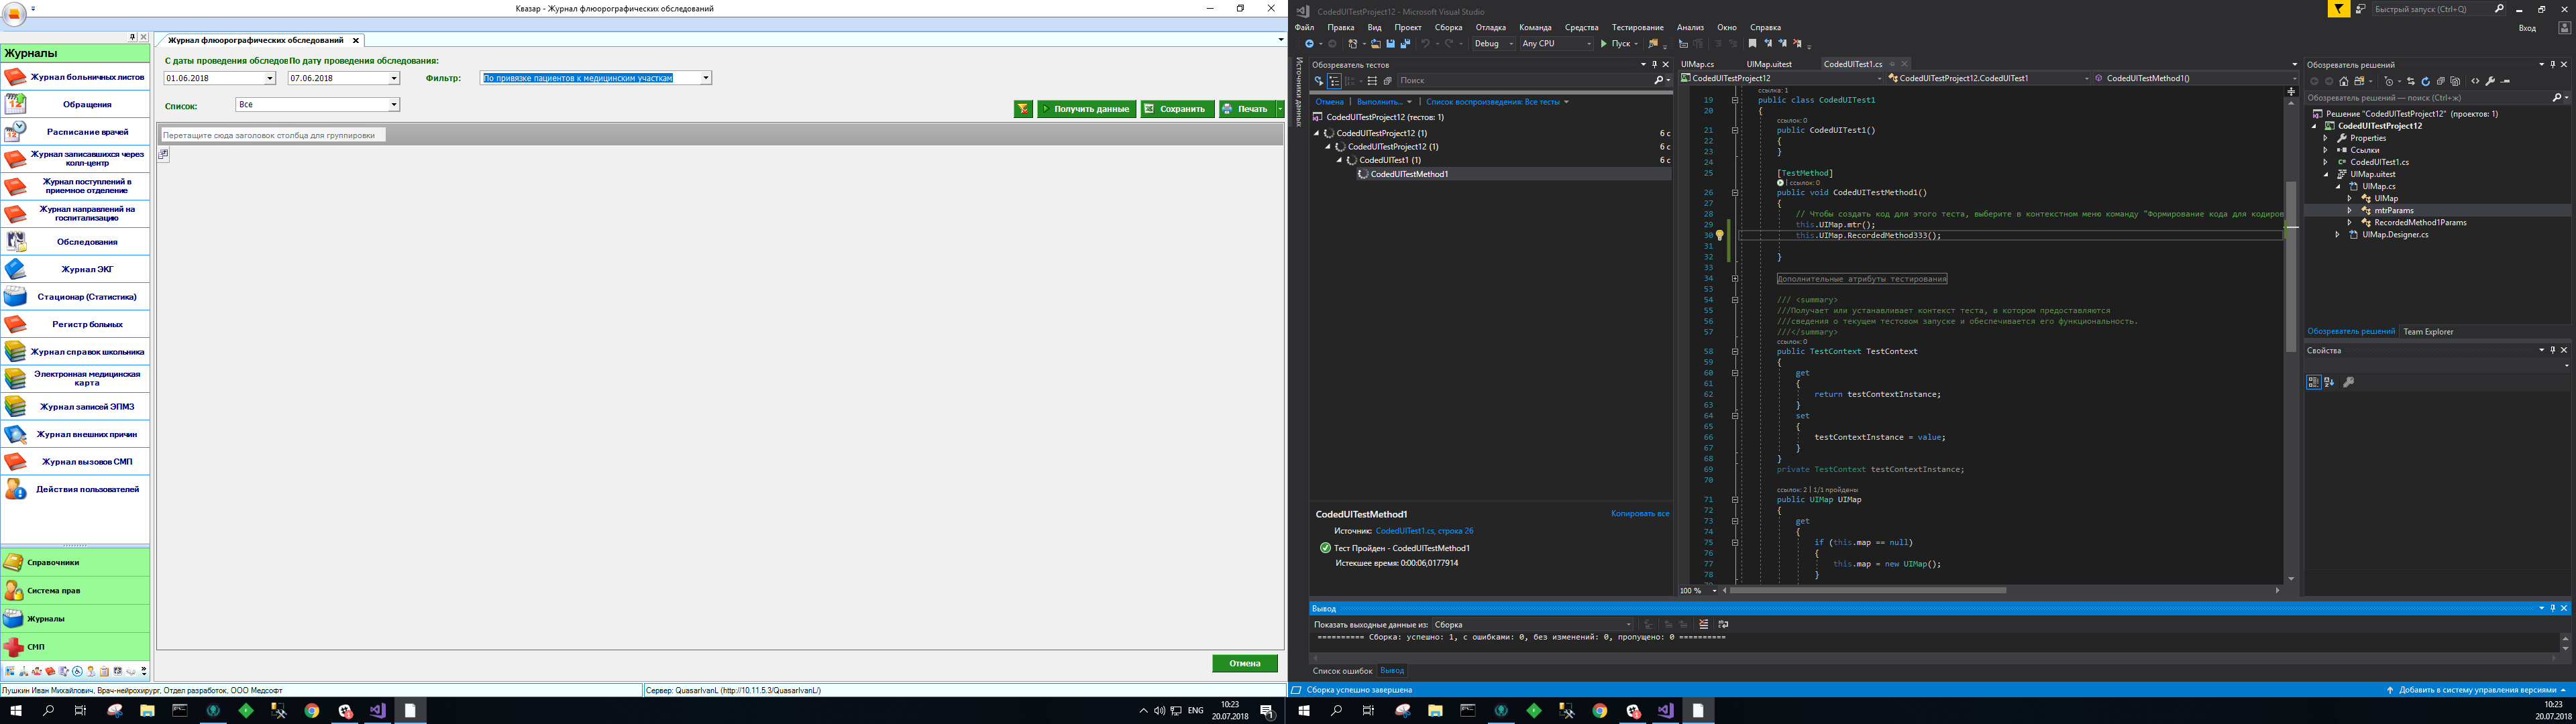 Квазар - Журнал флюорографических обследований
Журналы
Журнал больничных листов
Обращения
Расписание врачей
Журнал записавшихся через колл-центр
Журнал поступлений в приемное отделение
Журнал направлений на госпитализацию
Обследования
Журнал ЭКГ
Стационар (Статистика)
Регистр больных
Журнал справок школьника
Электронная медицинская карта
Журнал записей ЭПМЗ
Журнал внешних причин
Журнал вызовов СМП
Действия пользователей
Справочники
Система прав
Журналы
СМП
Журнал флюорографических обследований
С даты проведения обследов По дату проведения обследования:
01.06.2018 07.06.2018 Фильтр: По привязке пациентов к медицинским участкам
Список: Все
Получить данные Сохранить Печать
Перетащите сюда заголовок столбца для группировки
Отмена
Пушкин Иван Михайлович, Врач-нейрохирург, Отдел разработок, ООО Медсофт
Сервер: QuasarIvanL (http://10.11.5.3/QuasarIvanL/)
ENG 10:23
20.07.2018
CodedUITestProject12 - Microsoft Visual Studio
Быстрый запуск (Ctrl+Q)
Файл Правка Вид Проект Сборка Отладка Команда Средства Тестирование Анализ Окно Справка
Вход
Debug Any CPU Пуск
Источники данных
Обозреватель тестов
Поиск
Отмена | Выполнить... | Список воспроизведения: Все тесты
CodedUITestProject12 (тестов: 1)
CodedUITestProject12 (1) 6 с
CodedUITestProject12 (1) 6 с
CodedUITest1 (1) 6 с
CodedUITestMethod1
CodedUITestMethod1
Копировать все
Источник: CodedUITest1.cs, строка 26
Тест Пройден - CodedUITestMethod1
Истекшее время: 0:00:06,0177914
UIMap.cs UIMap.uitest CodedUITest1.cs
CodedUITestProject12 CodedUITestProject12.CodedUITest1 CodedUITestMethod1()
ссылка: 1
19 public class CodedUITest1
20 {
ссылок: 0
21 public CodedUITest1()
22 {
23 }
24
25 [TestMethod]
| ссылок: 0
26 public void CodedUITestMethod1()
27 {
28 // Чтобы создать код для этого теста, выберите в контекстном меню команду "Формирование кода для кодиров
29 this.UIMap.mtr();
30 this.UIMap.RecordedMethod333();
31
32 }
33
34 Дополнительные атрибуты тестирования
53
54 /// <summary>
55 ///Получает или устанавливает контекст теста, в котором предоставляются
56 ///сведения о текущем тестовом запуске и обеспечивается его функциональность.
57 ///</summary>
ссылок: 0
58 public TestContext TestContext
59 {
60 get
61 {
62 return testContextInstance;
63 }
64 set
65 {
66 testContextInstance = value;
67 }
68 }
69 private TestContext testContextInstance;
70
ссылок: 2 | 1/1 пройдены
71 public UIMap UIMap
72 {
73 get
74 {
75 if (this.map == null)
76 {
77 this.map = new UIMap();
78 }
100 %
Обозреватель решений
Обозреватель решений — поиск (Ctrl+ж)
Решение "CodedUITestProject12" (проектов: 1)
CodedUITestProject12
Properties
Ссылки
CodedUITest1.cs
UIMap.uitest
UIMap.cs
UIMap
mtrParams
RecordedMethod1Params
UIMap.Designer.cs
Обозреватель решений Team Explorer
Свойства
Вывод
Показать выходные данные из: Сборка
========== Сборка: успешно: 1, с ошибками: 0, без изменений: 0, пропущено: 0 ==========
Список ошибок Вывод
Сборка успешно завершена
Добавить в систему управления версиями
10:23
20.07.2018